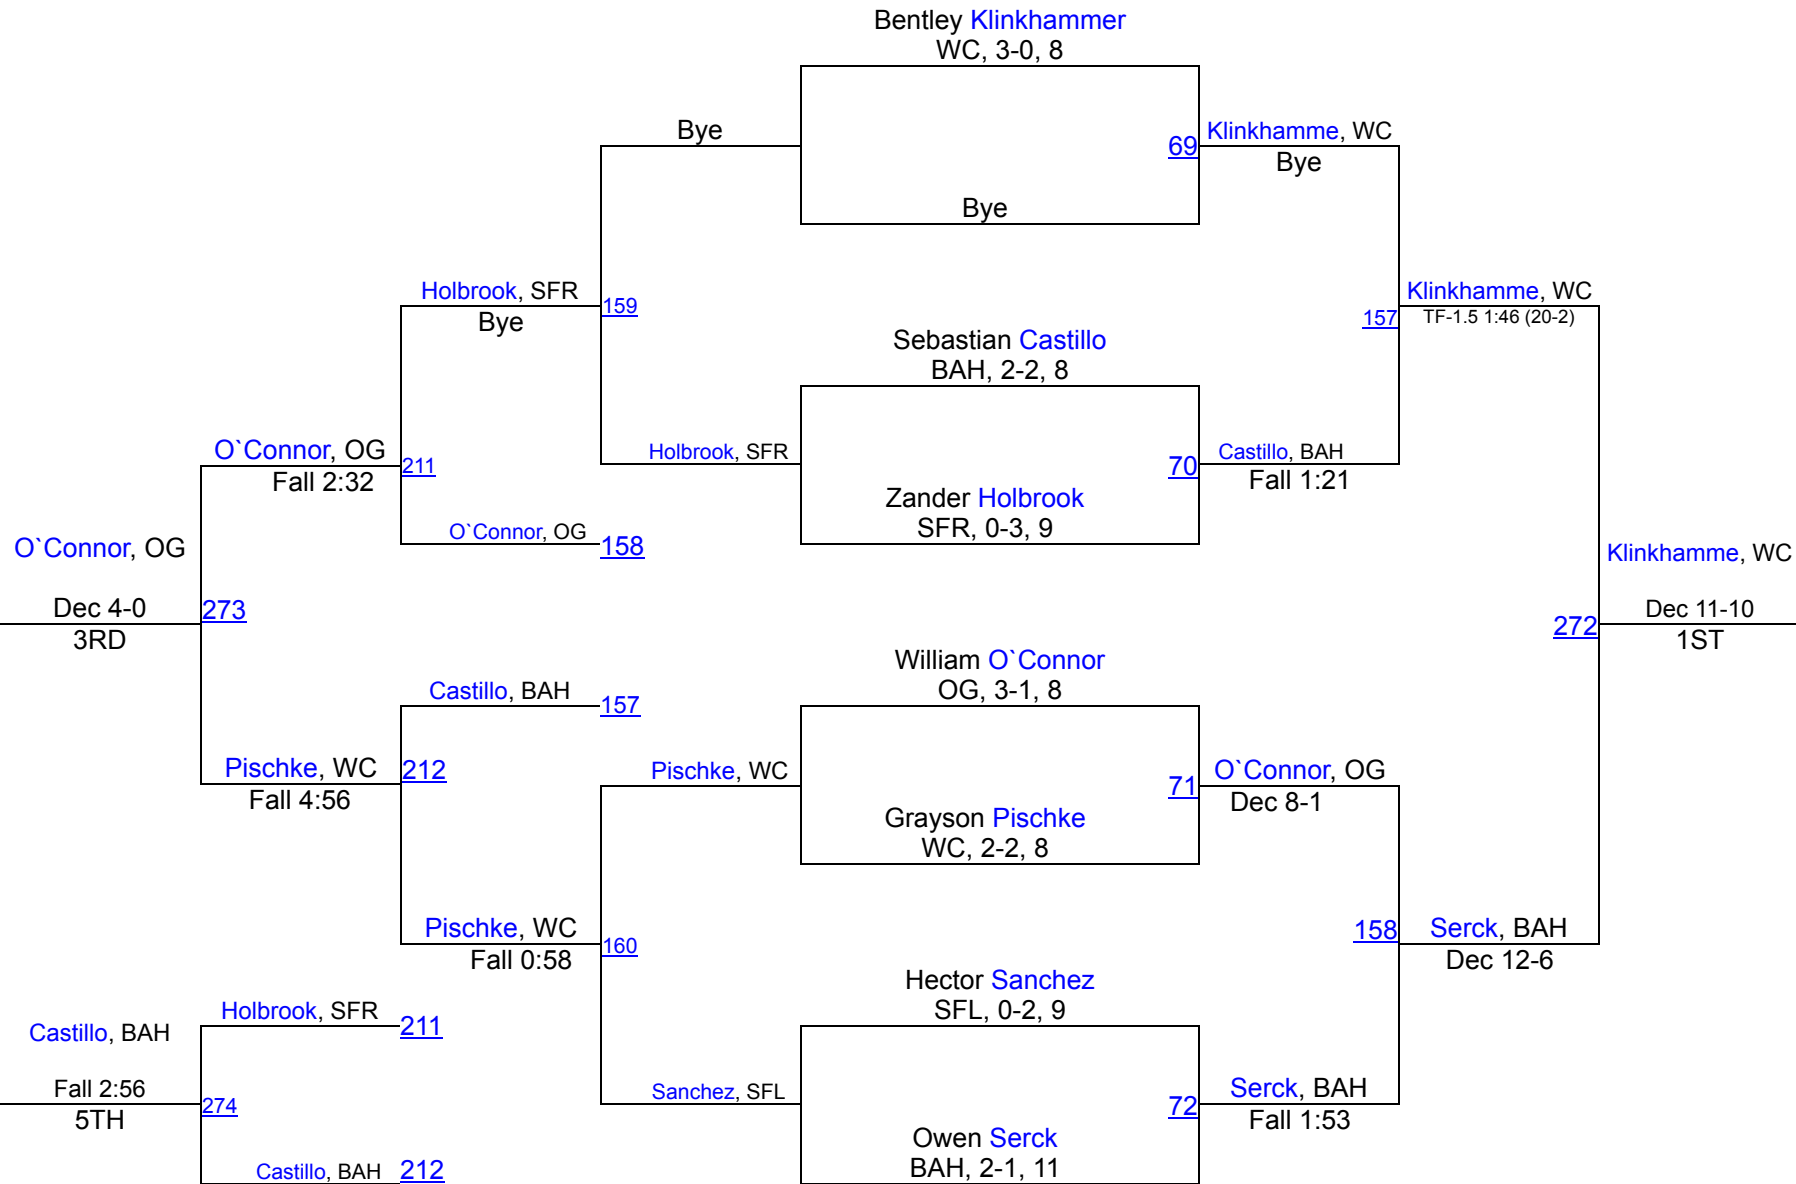 Bentley Klinkhammer
WC, 3-0, 8
Bye
69
Klinkhamme, WC
Bye
Bye
Holbrook, SFR
Bye
159
Klinkhamme, WC
TF-1.5 1:46 (20-2)
157
Sebastian Castillo
BAH, 2-2, 8
O`Connor, OG
Fall 2:32
211
Holbrook, SFR
70
Castillo, BAH
Fall 1:21
Zander Holbrook
SFR, 0-3, 9
O`Connor, OG
158
O`Connor, OG
Dec 4-0
3RD
273
Klinkhamme, WC
Dec 11-10
1ST
272
William O`Connor
OG, 3-1, 8
Castillo, BAH
157
Pischke, WC
Fall 4:56
212
Pischke, WC
71
O`Connor, OG
Dec 8-1
Grayson Pischke
WC, 2-2, 8
Pischke, WC
Fall 0:58
160
158
Serck, BAH
Dec 12-6
Hector Sanchez
SFL, 0-2, 9
Holbrook, SFR
211
Castillo, BAH
Fall 2:56
5TH
274
Sanchez, SFL
72
Serck, BAH
Fall 1:53
Owen Serck
BAH, 2-1, 11
Castillo, BAH
212